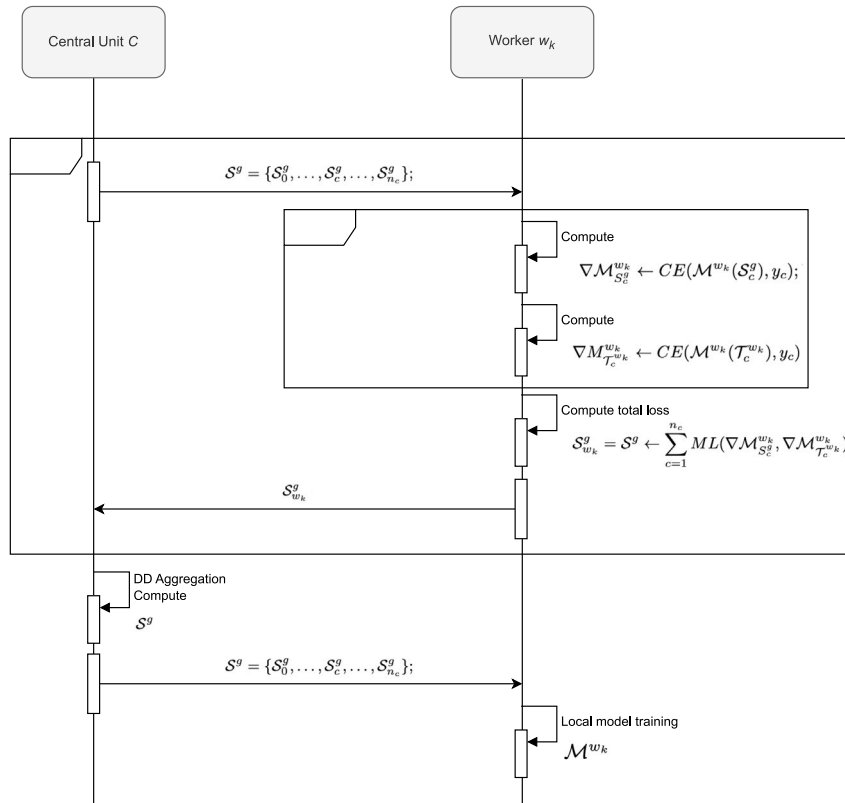 Central Unit C
Worker w_k
𝒮^g = {𝒮_0^g, …, 𝒮_c^g, …, 𝒮_{n_c}^g};
Compute
∇ℳ_{S_c^g}^{w_k} ← CE(ℳ^{w_k}(𝒮_c^g), y_c);
Compute
∇M_{𝒯_c^{w_k}}^{w_k} ← CE(ℳ^{w_k}(𝒯_c^{w_k}), y_c)
Compute total loss
𝒮_{w_k}^g = 𝒮^g ← ∑_{c=1}^{n_c} ML(∇ℳ_{S_c^g}^{w_k}, ∇ℳ_{𝒯_c^{w_k}}^{w_k})
𝒮_{w_k}^g
DD Aggregation
Compute
𝒮^g
𝒮^g = {𝒮_0^g, …, 𝒮_c^g, …, 𝒮_{n_c}^g};
Local model training
ℳ^{w_k}